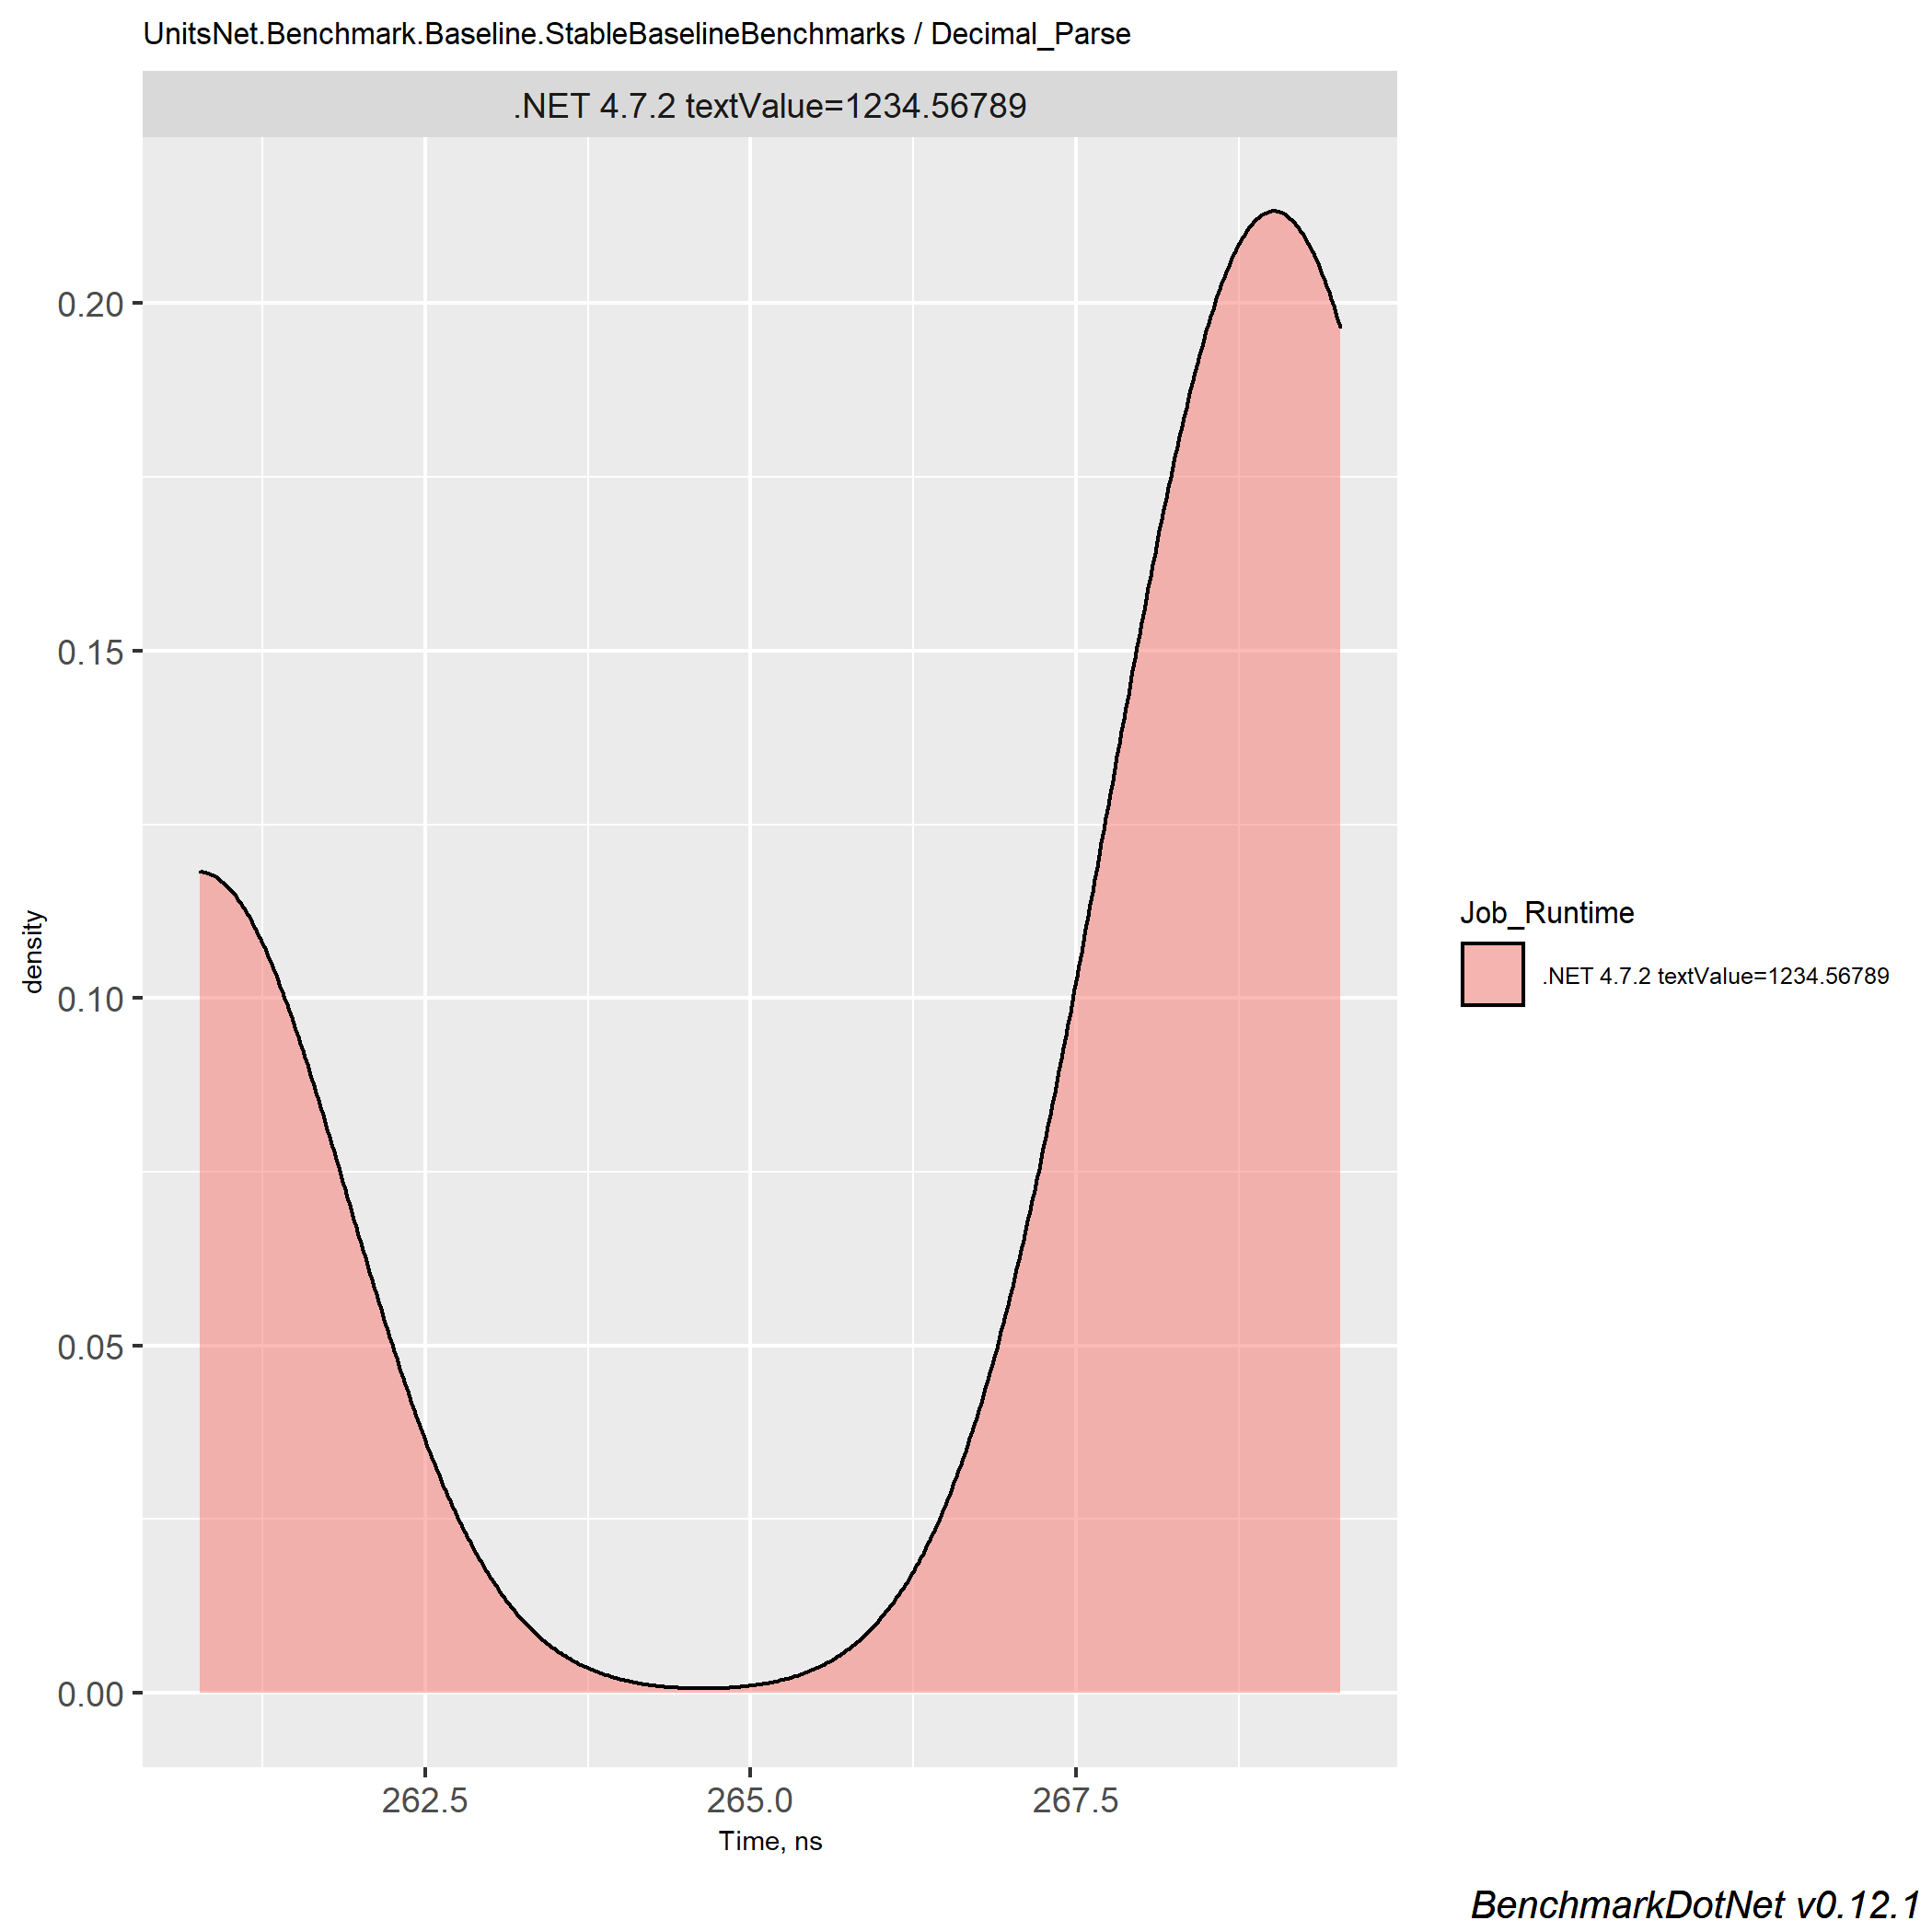 UnitsNet.Benchmark.Baseline.StableBaselineBenchmarks / Decimal_Parse
.NET 4.7.2 textValue=1234.56789
0.20
0.15
0.10
0.05
0.00
density
262.5 265.0 267.5
Time, ns
Job_Runtime
.NET 4.7.2 textValue=1234.56789
BenchmarkDotNet v0.12.1